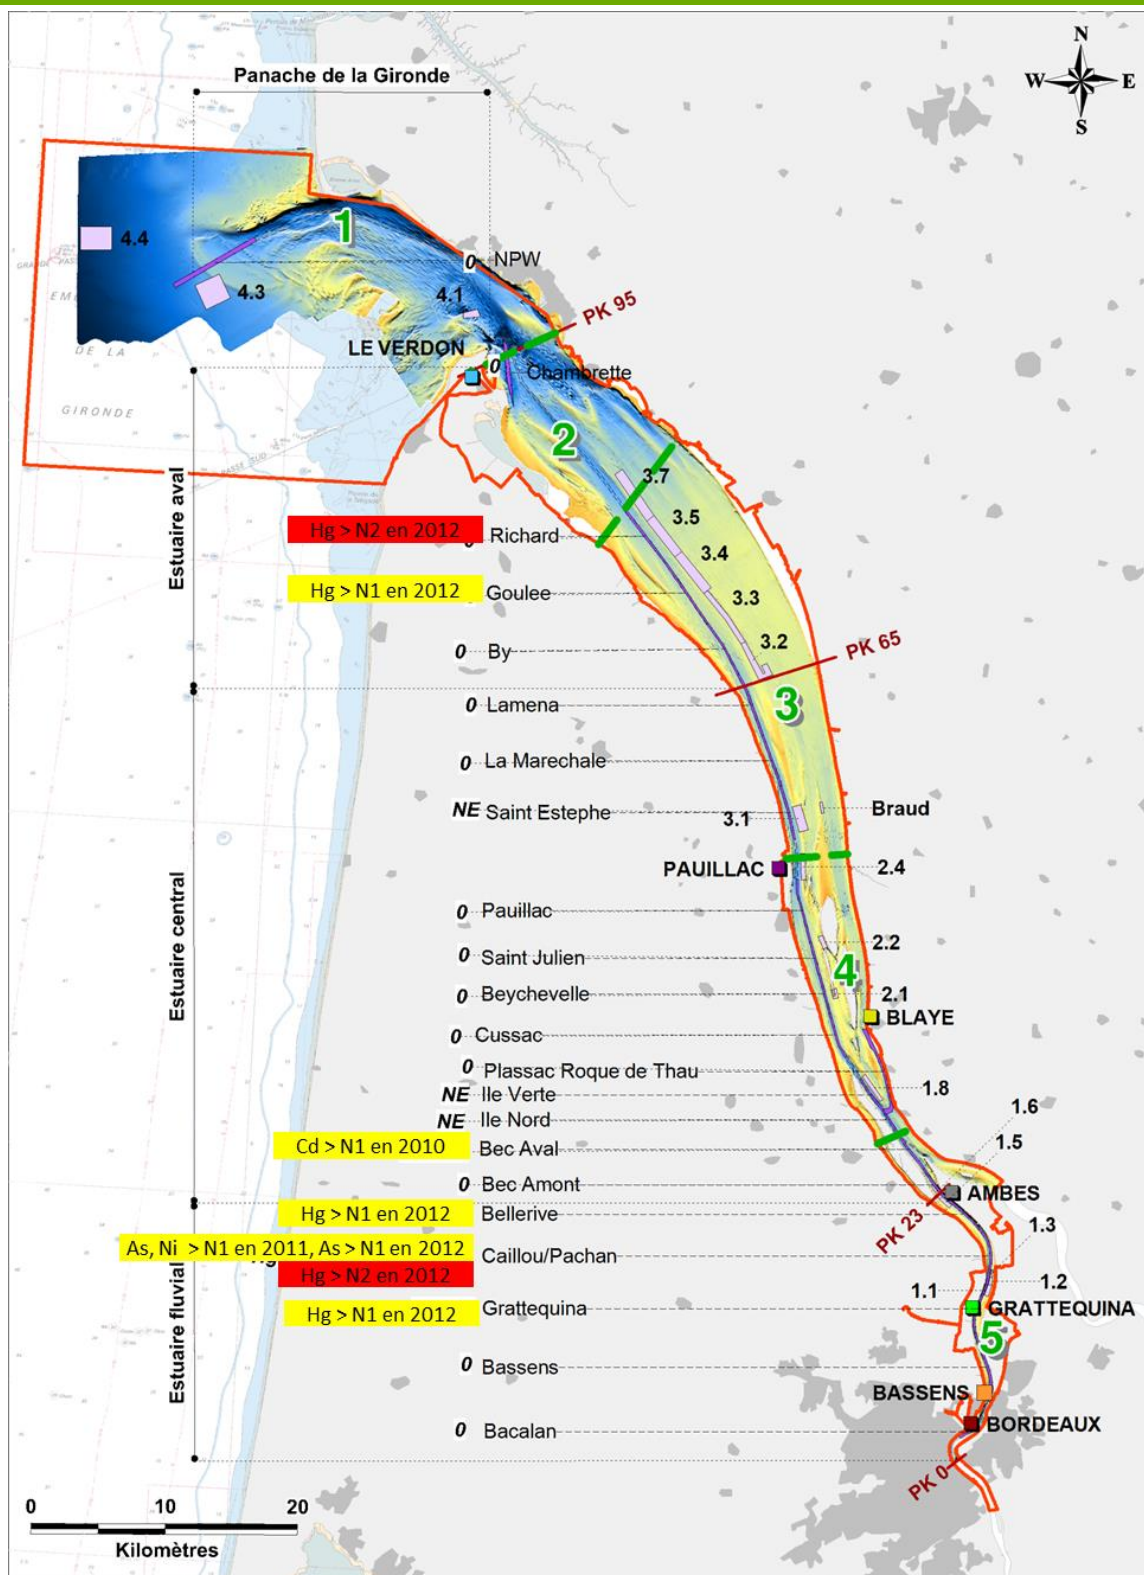 N
W E
S
Panache de la Gironde
1
4.4
4.3
4.1
0 NPW
PK 95
LE VERDON
0 Chambrette
DE LA
GIRONDE
PASSE SUD
2
Estuaire aval
3.7
Hg > N2 en 2012 Richard
3.5
3.4
Hg > N1 en 2012 Goulee
3.3
3.2
0 By
PK 65
3
0 Lamena
0 La Marechale
NE Saint Estephe
3.1
Braud
PAUILLAC
2.4
Estuaire central
0 Pauillac
2.2
0 Saint Julien
4
0 Beychevelle
2.1
BLAYE
0 Cussac
0 Plassac Roque de Thau
1.8
NE Ile Verte
NE Ile Nord
1.6
1.5
Cd > N1 en 2010 Bec Aval
0 Bec Amont
AMBES
Hg > N1 en 2012 Bellerive
PK 23
1.3
As, Ni > N1 en 2011, As > N1 en 2012 Caillou/Pachan
Hg > N2 en 2012
1.2
1.1
Estuaire fluvial
Hg > N1 en 2012 Grattequina
GRATTEQUINA
5
0 Bassens
BASSENS
0 Bacalan
BORDEAUX
PK 0
0 10 20
Kilomètres